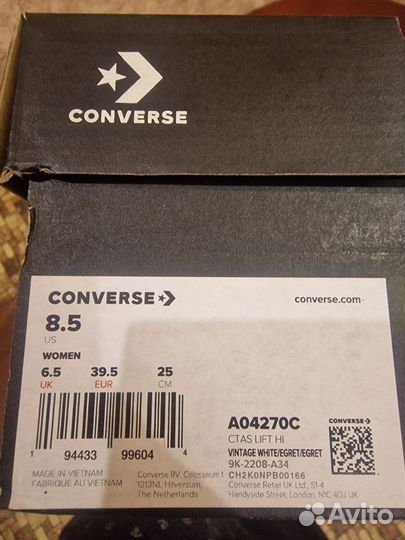 CONVERSE
CONVERSE
converse.com
8.5
US
WOMEN
6.5 39.5 25
UK EUR CM
A04270C
CTAS LIFT HI
VINTAGE WHITE/EGRET/EGRET
9K-2208-A34
CH2K0NPB00166
CONVERSE
1 94433 99604 4
MADE IN VIETNAM
FABRIQUÉ AU VIETNAM
Converse BV, Colosseum 1
1213NL Hilversum,
The Netherlands
Converse Retail UK Ltd., S1-4
Handyside Street, London, N1C 4DJ UK
Avito